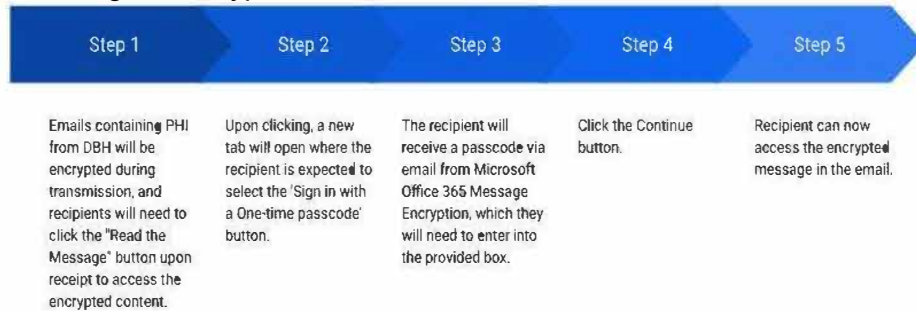 Step 1
Step 2
Step 3
Step 4
Step 5
Emails containing PHI
from DBH will be
encrypted during
transmission, and
recipients will need to
click the "Read the
Message" button upon
receipt to access the
encrypted content.
Upon clicking, a new
tab will open where the
recipient is expected to
select the 'Sign in with
a One-time passcode'
button.
The recipient will
receive a passcode via
email from Microsoft
Office 365 Message
Encryption, which they
will need to enter into
the provided box.
Click the Continue
button.
Recipient can now
access the encrypted
message in the email.